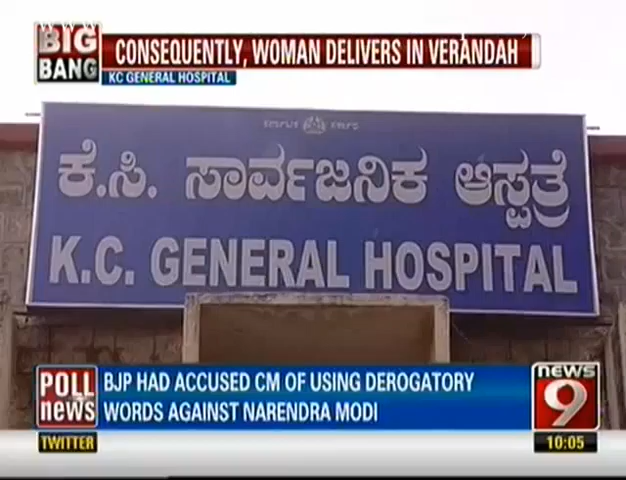 BIG
BANG
CONSEQUENTLY, WOMAN DELIVERS IN VERANDAH
KC GENERAL HOSPITAL
ಕೆ.ಸಿ. ಸಾರ್ವಜನಿಕ ಆಸ್ಪತ್ರೆ
K.C. GENERAL HOSPITAL
POLL
news
BJP HAD ACCUSED CM OF USING DEROGATORY
WORDS AGAINST NARENDRA MODI
NEWS
9
TWITTER
10:05